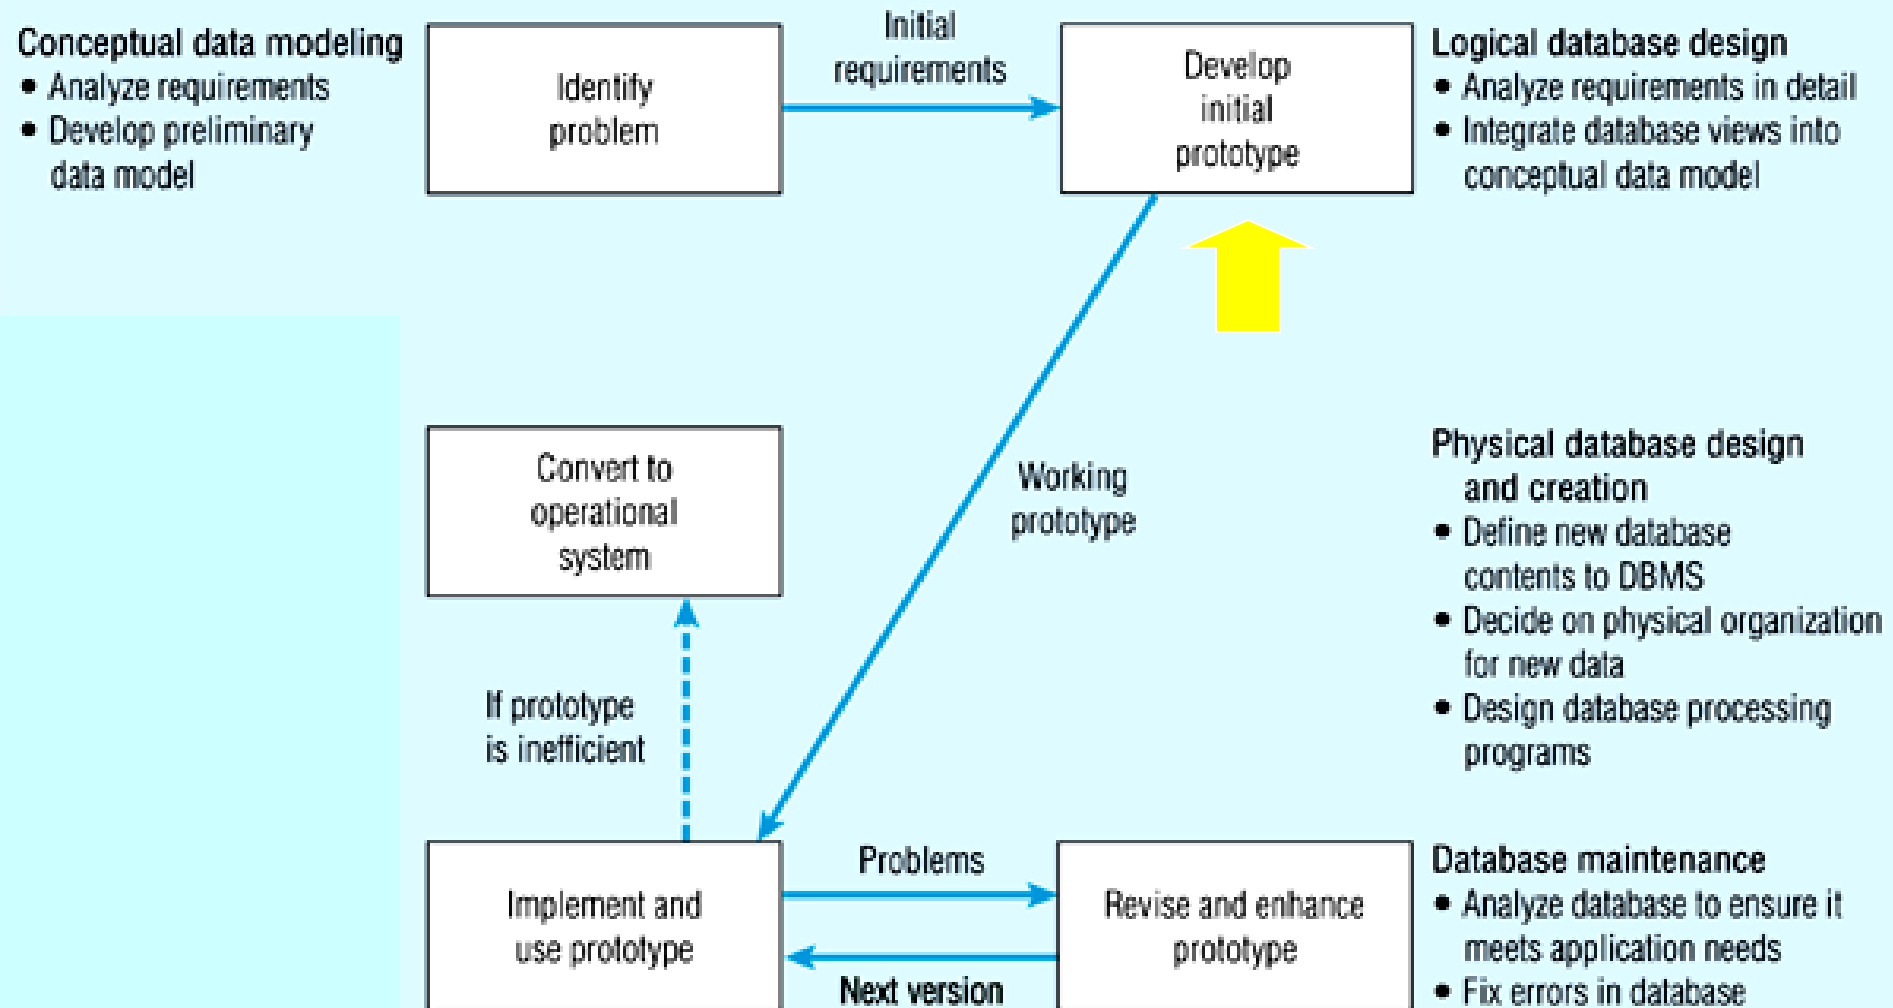 Conceptual data modeling
• Analyze requirements
• Develop preliminary
data model
Identify
problem
Initial
requirements
Develop
initial
prototype
Logical database design
• Analyze requirements in detail
• Integrate database views into
conceptual data model
Convert to
operational
system
Working
prototype
Physical database design
and creation
• Define new database
contents to DBMS
• Decide on physical organization
for new data
• Design database processing
programs
If prototype
is inefficient
Implement and
use prototype
Problems
Next version
Revise and enhance
prototype
Database maintenance
• Analyze database to ensure it
meets application needs
• Fix errors in database